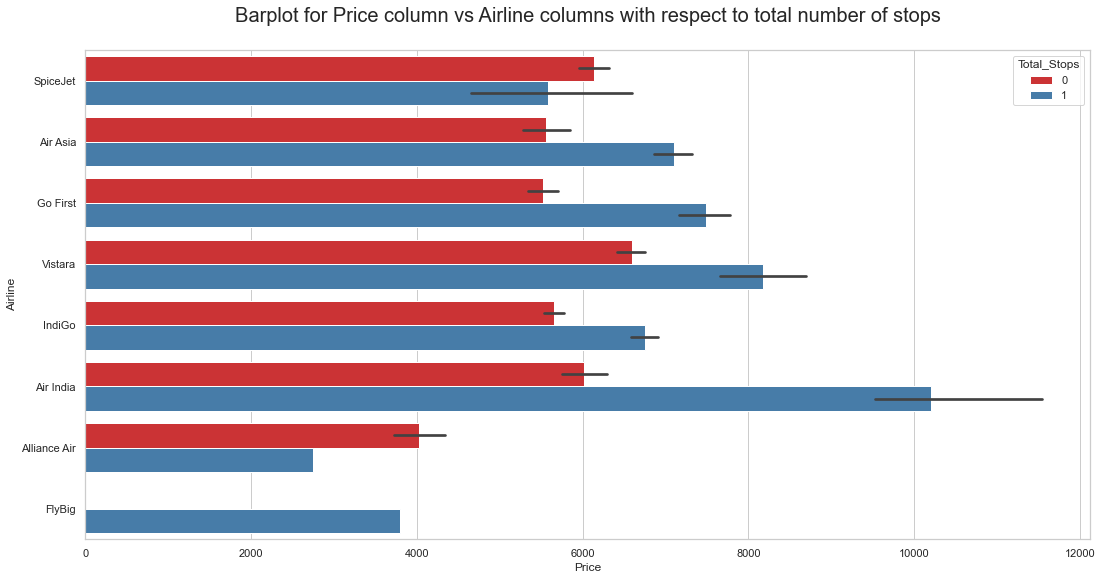 Barplot for Price column vs Airline columns with respect to total number of stops
Total_Stops
0
1
SpiceJet
Air Asia
Go First
Vistara
IndiGo
Air India
Alliance Air
FlyBig
Airline
0 2000 4000 6000 8000 10000 12000
Price